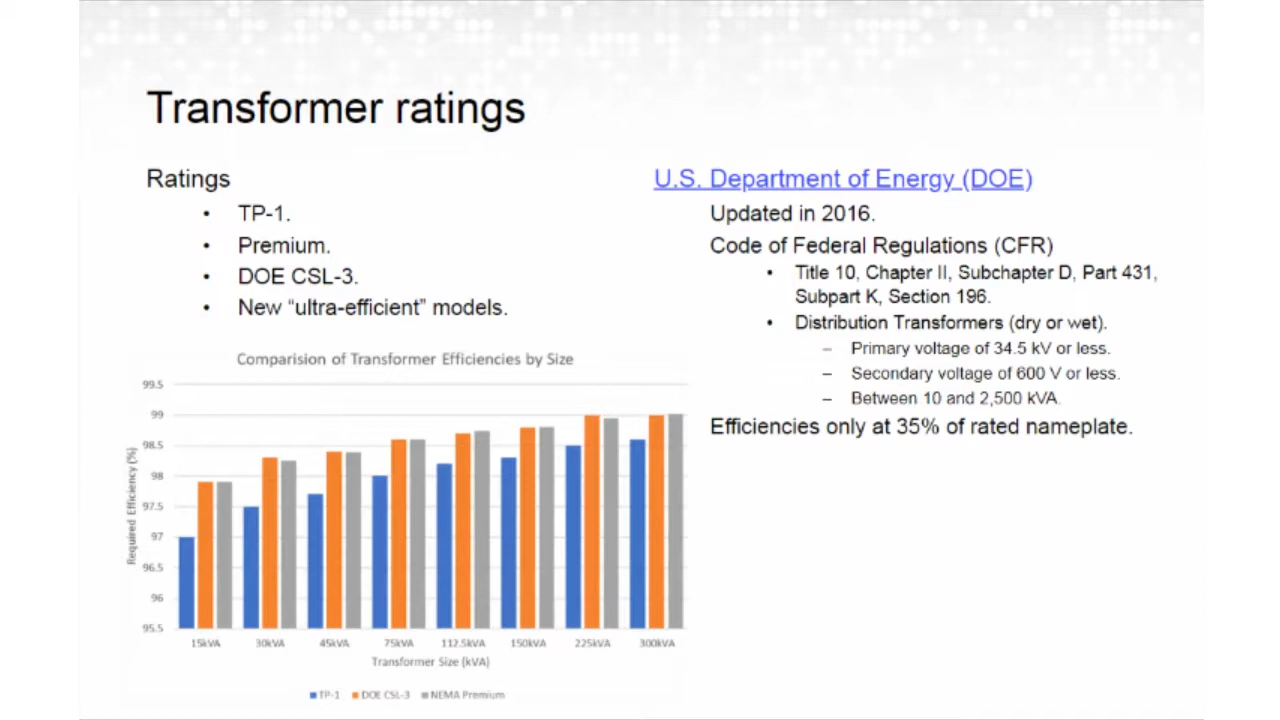 Transformer ratings
Ratings
• TP-1.
• Premium.
• DOE CSL-3.
• New “ultra-efficient” models.
Comparision of Transformer Efficiencies by Size
99.5
99
98.5
98
97.5
97
96.5
96
95.5
Required Efficiency (%)
15kVA 30kVA 45kVA 75kVA 112.5kVA 150kVA 225kVA 300kVA
Transformer Size (kVA)
TP-1 DOE CSL-3 NEMA Premium
U.S. Department of Energy (DOE)
Updated in 2016.
Code of Federal Regulations (CFR)
• Title 10, Chapter II, Subchapter D, Part 431,
Subpart K, Section 196.
• Distribution Transformers (dry or wet).
– Primary voltage of 34.5 kV or less.
– Secondary voltage of 600 V or less.
– Between 10 and 2,500 kVA.
Efficiencies only at 35% of rated nameplate.